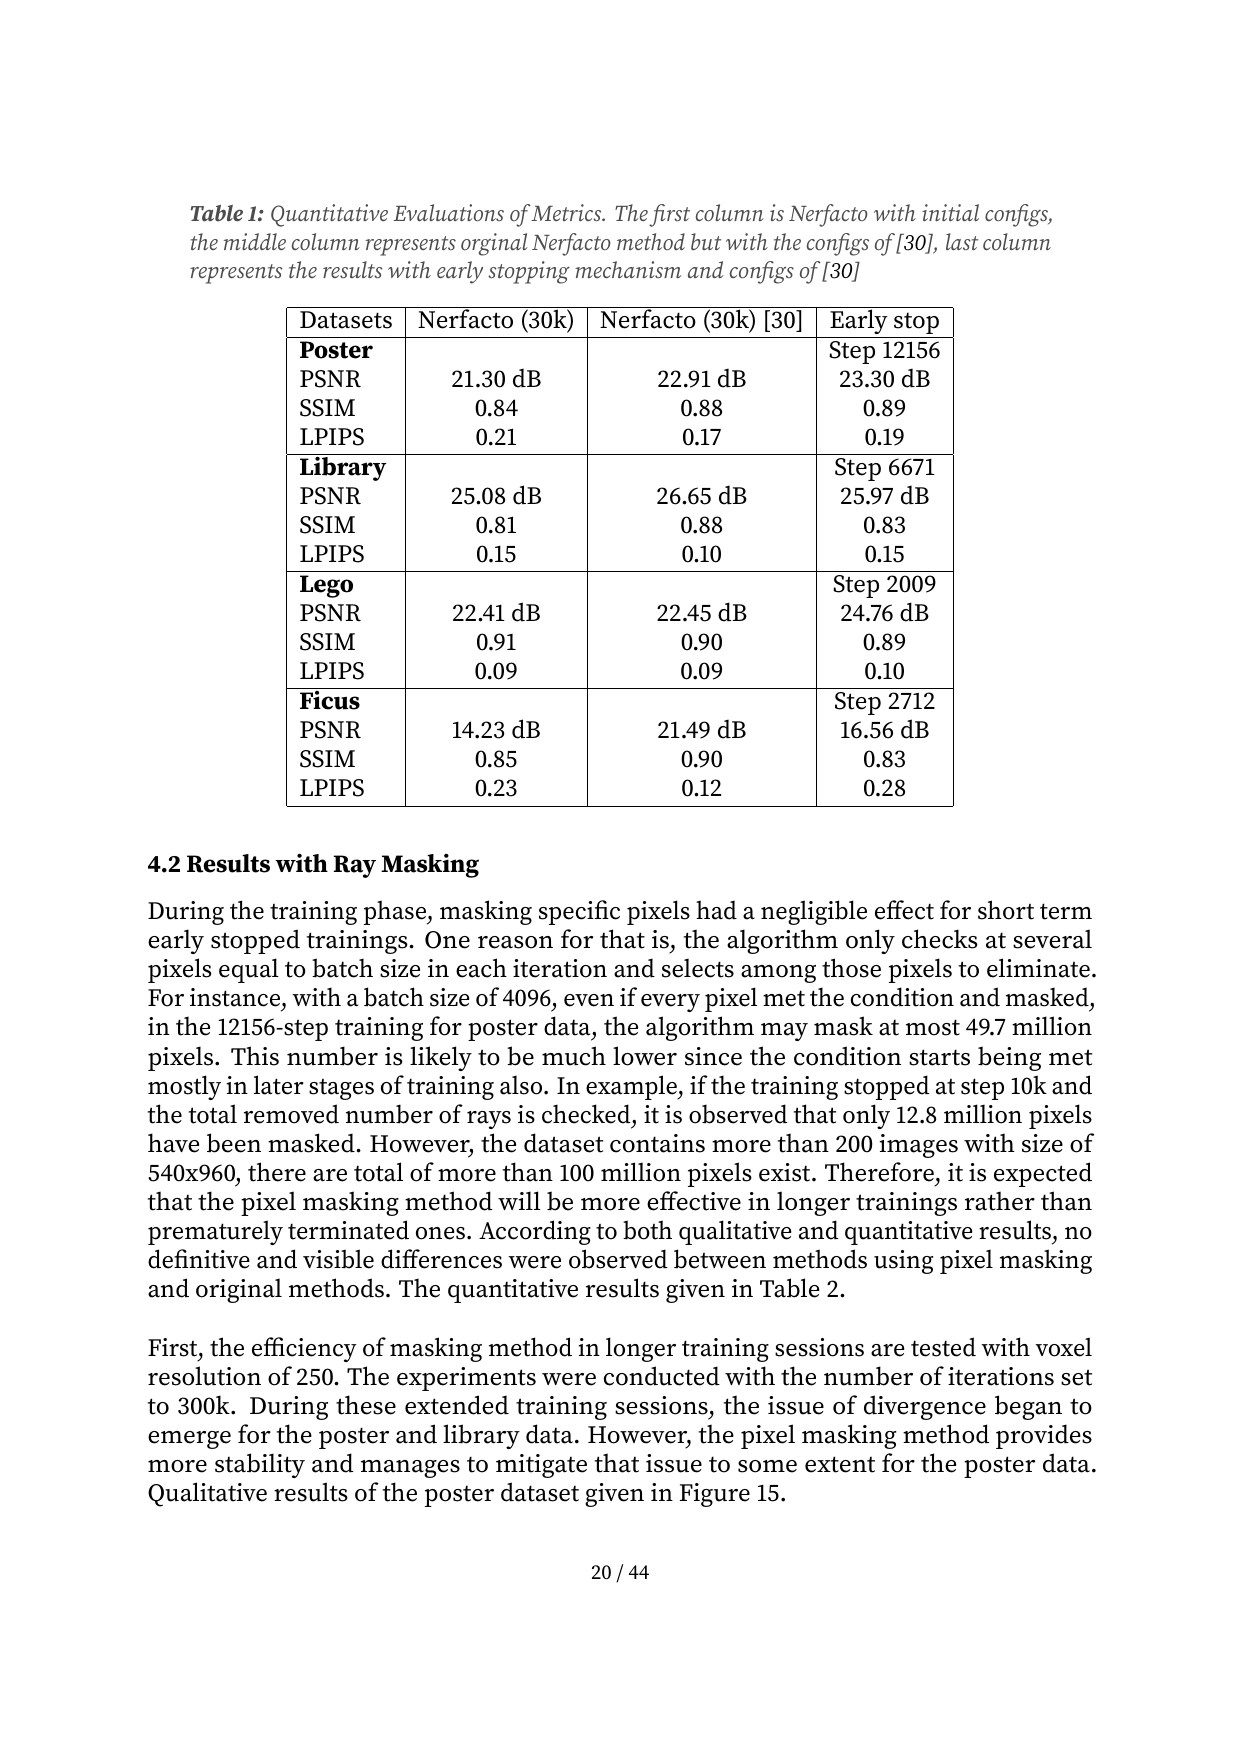 Table 1: Quantitative Evaluations of Metrics. The first column is Nerfacto with initial configs,
the middle column represents orginal Nerfacto method but with the configs of [30], last column
represents the results with early stopping mechanism and configs of [30]
Datasets Nerfacto (30k) Nerfacto (30k) [30] Early stop
Poster Step 12156
PSNR 21.30 dB 22.91 dB 23.30 dB
SSIM 0.84 0.88 0.89
LPIPS 0.21 0.17 0.19
Library Step 6671
PSNR 25.08 dB 26.65 dB 25.97 dB
SSIM 0.81 0.88 0.83
LPIPS 0.15 0.10 0.15
Lego Step 2009
PSNR 22.41 dB 22.45 dB 24.76 dB
SSIM 0.91 0.90 0.89
LPIPS 0.09 0.09 0.10
Ficus Step 2712
PSNR 14.23 dB 21.49 dB 16.56 dB
SSIM 0.85 0.90 0.83
LPIPS 0.23 0.12 0.28
4.2 Results with Ray Masking
During the training phase, masking specific pixels had a negligible effect for short term
early stopped trainings. One reason for that is, the algorithm only checks at several
pixels equal to batch size in each iteration and selects among those pixels to eliminate.
For instance, with a batch size of 4096, even if every pixel met the condition and masked,
in the 12156-step training for poster data, the algorithm may mask at most 49.7 million
pixels. This number is likely to be much lower since the condition starts being met
mostly in later stages of training also. In example, if the training stopped at step 10k and
the total removed number of rays is checked, it is observed that only 12.8 million pixels
have been masked. However, the dataset contains more than 200 images with size of
540x960, there are total of more than 100 million pixels exist. Therefore, it is expected
that the pixel masking method will be more effective in longer trainings rather than
prematurely terminated ones. According to both qualitative and quantitative results, no
definitive and visible differences were observed between methods using pixel masking
and original methods. The quantitative results given in Table 2.
First, the efficiency of masking method in longer training sessions are tested with voxel
resolution of 250. The experiments were conducted with the number of iterations set
to 300k. During these extended training sessions, the issue of divergence began to
emerge for the poster and library data. However, the pixel masking method provides
more stability and manages to mitigate that issue to some extent for the poster data.
Qualitative results of the poster dataset given in Figure 15.
20 / 44